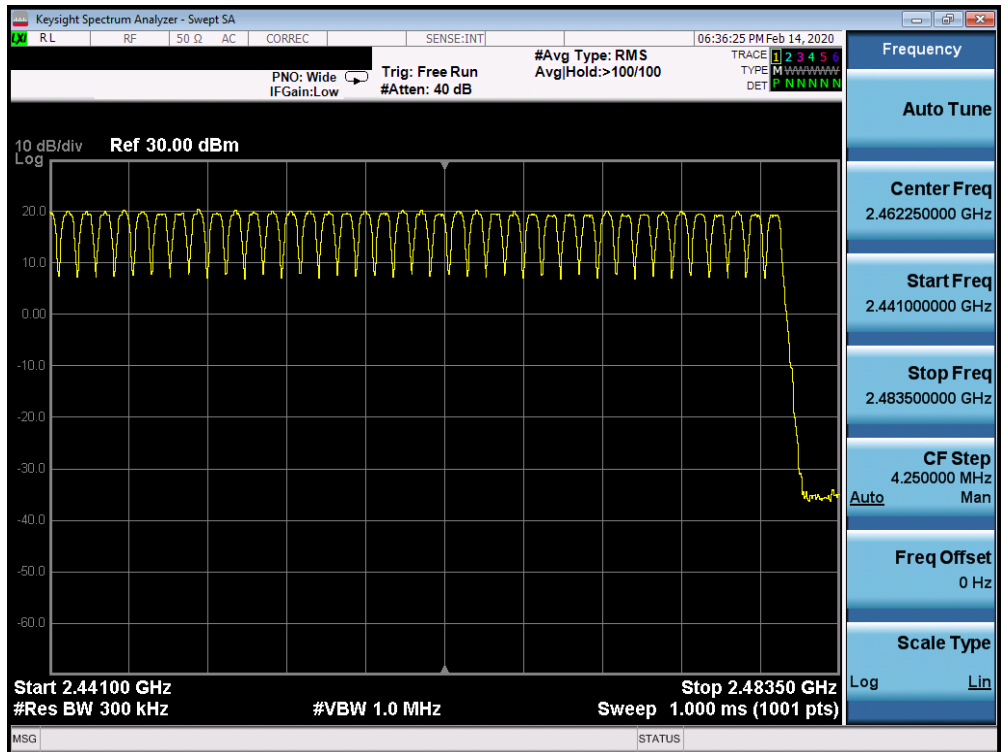 Keysight Spectrum Analyzer - Swept SA
LXI RL RF 50 Ω AC CORREC SENSE:INT 06:36:25 PM Feb 14, 2020
PNO: Wide
IFGain:Low
Trig: Free Run
#Atten: 40 dB
#Avg Type: RMS
Avg|Hold:>100/100
TRACE 1 2 3 4 5 6
TYPE M WWWWW
DET P N N N N N
10 dB/div
Log
Ref 30.00 dBm
20.0
10.0
0.00
-10.0
-20.0
-30.0
-40.0
-50.0
-60.0
Start 2.44100 GHz
#Res BW 300 kHz
#VBW 1.0 MHz
Stop 2.48350 GHz
Sweep 1.000 ms (1001 pts)
MSG
STATUS
Frequency
Auto Tune
Center Freq
2.462250000 GHz
Start Freq
2.441000000 GHz
Stop Freq
2.483500000 GHz
CF Step
4.250000 MHz
Auto Man
Freq Offset
0 Hz
Scale Type
Log Lin